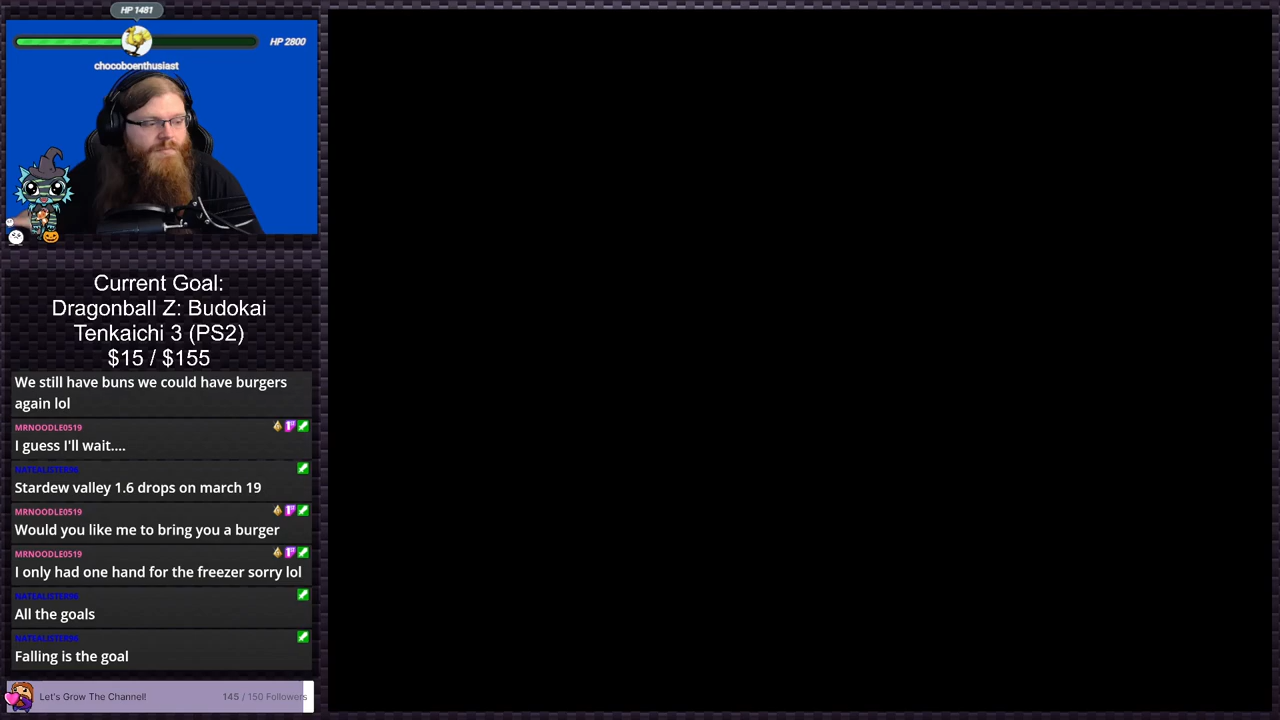 HP 1481
HP 2800
chocoboenthusiast
Current Goal:
Dragonball Z: Budokai
Tenkaichi 3 (PS2)
$15 / $155
We still have buns we could have burgers
again lol
MRNOODLE0519
I guess I'll wait....
NATEALISTER96
Stardew valley 1.6 drops on march 19
MRNOODLE0519
Would you like me to bring you a burger
MRNOODLE0519
I only had one hand for the freezer sorry lol
NATEALISTER96
All the goals
NATEALISTER96
Falling is the goal
Let's Grow The Channel! 145 / 150 Followers